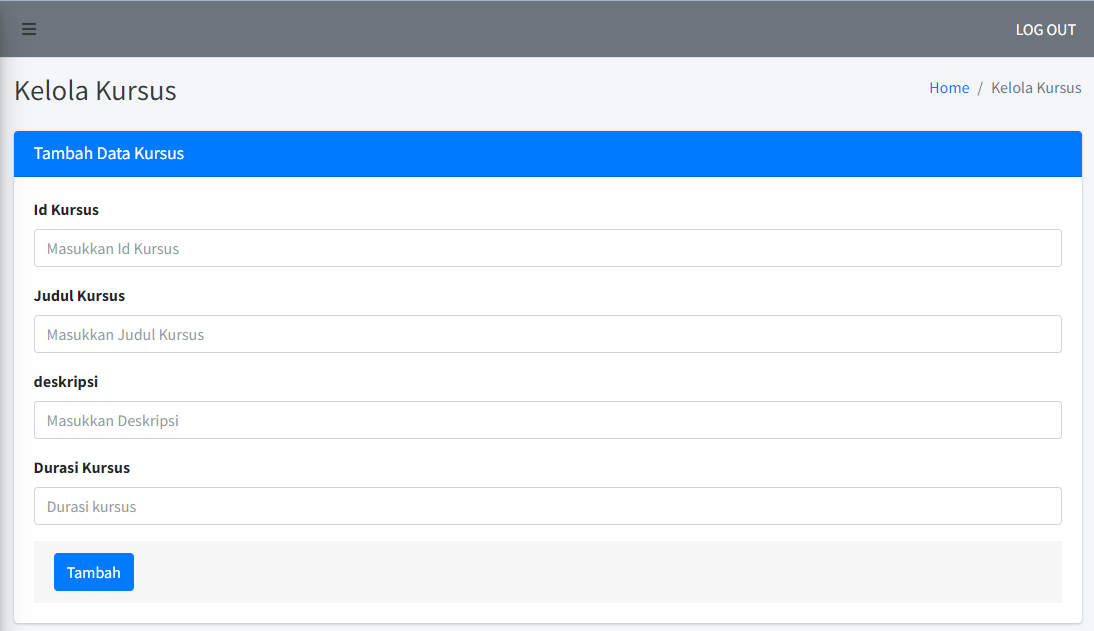 LOG OUT
Kelola Kursus
Home / Kelola Kursus
Tambah Data Kursus
Id Kursus
Masukkan Id Kursus
Judul Kursus
Masukkan Judul Kursus
deskripsi
Masukkan Deskripsi
Durasi Kursus
Durasi kursus
Tambah